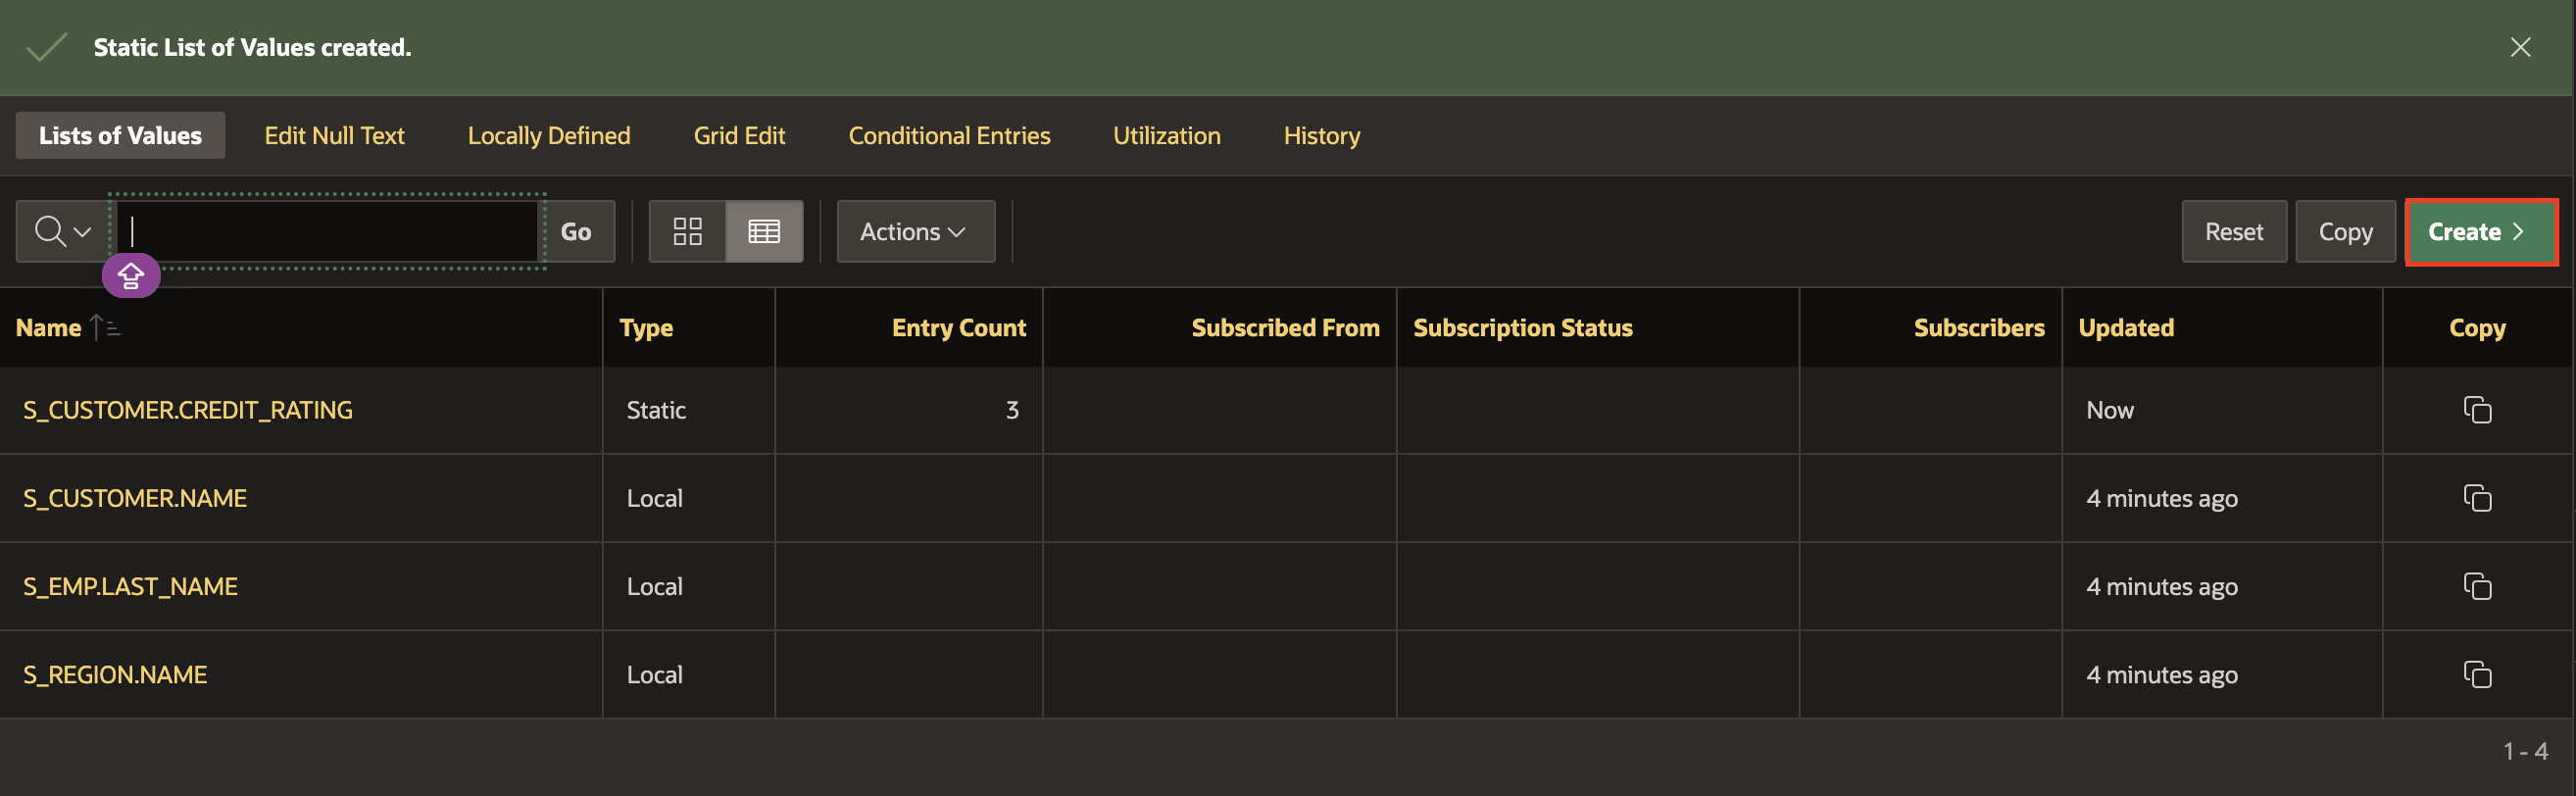 Static List of Values created.
Lists of Values Edit Null Text Locally Defined Grid Edit Conditional Entries Utilization History
Go Actions Reset Copy Create
Name Type Entry Count Subscribed From Subscription Status Subscribers Updated Copy
S_CUSTOMER.CREDIT_RATING Static 3 Now
S_CUSTOMER.NAME Local 4 minutes ago
S_EMP.LAST_NAME Local 4 minutes ago
S_REGION.NAME Local 4 minutes ago
1 - 4